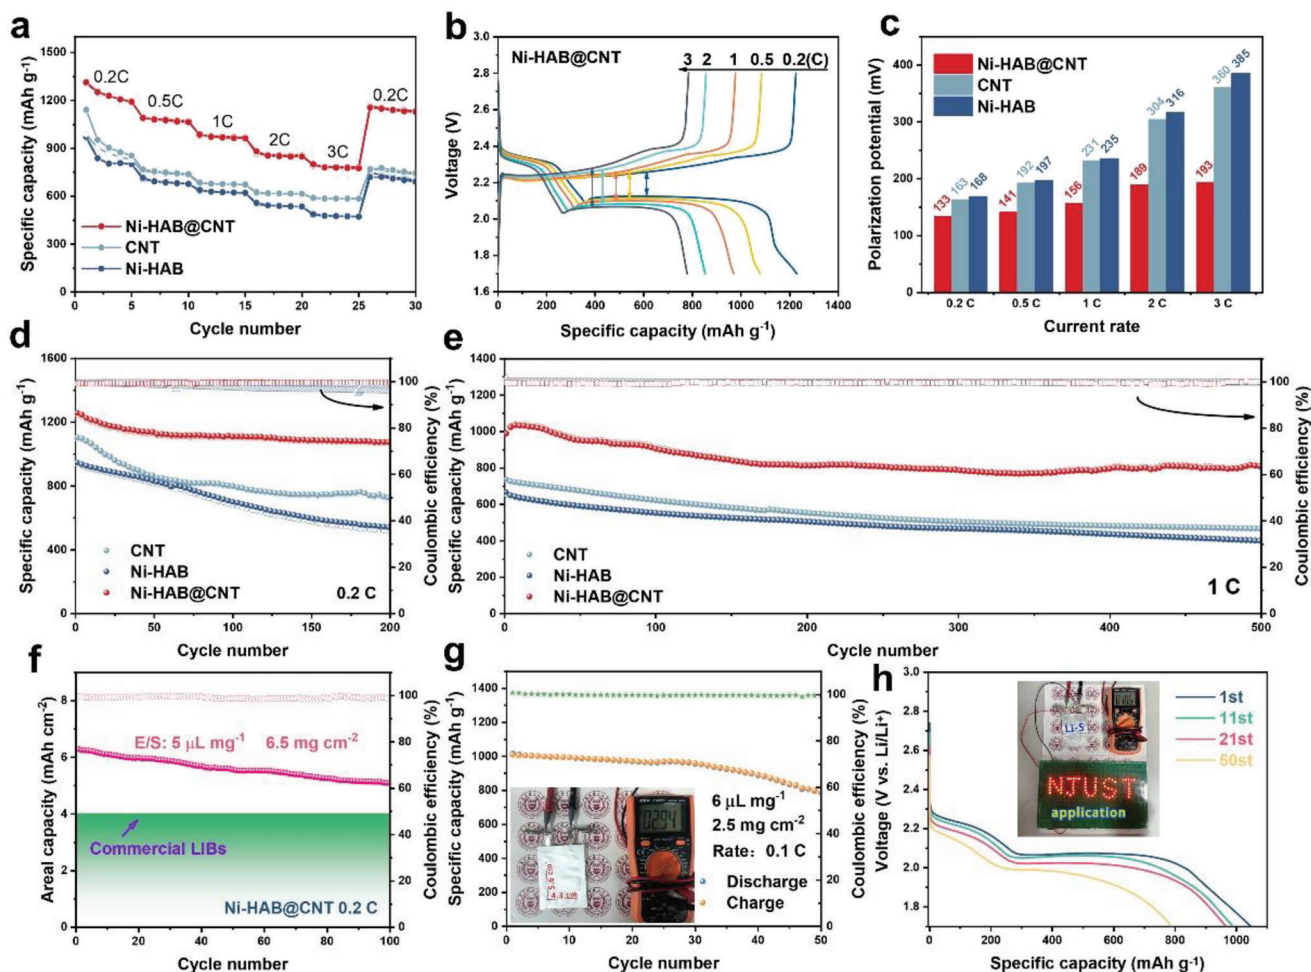 a
Specific capacity (mAh g-1)
1500
1200
900
600
300
0
0.2C
0.5C
1C
2C
3C
0.2C
Ni-HAB@CNT
CNT
Ni-HAB
0 5 10 15 20 25 30
Cycle number
b
Voltage (V)
3.0
2.8
2.6
2.4
2.2
2.0
1.8
1.6
Ni-HAB@CNT
3 2 1 0.5 0.2(C)
0 200 400 600 800 1000 1200 1400
Specific capacity (mAh g-1)
c
Polarization potential (mV)
400
300
200
100
0
Ni-HAB@CNT
CNT
Ni-HAB
133 163 168
141 192 197
156 231 235
189 304 316
193 360 385
0.2 C 0.5 C 1 C 2 C 3 C
Current rate
d
Specific capacity (mAh g-1)
1600
1400
1200
1000
800
600
400
0
100
80
60
40
20
0
Coulombic efficiency (%)
CNT
Ni-HAB
Ni-HAB@CNT
0.2 C
0 50 100 150 200
Cycle number
e
Specific capacity (mAh g-1)
1400
1300
1200
1000
800
600
400
200
0
100
80
60
40
20
0
Coulombic efficiency (%)
CNT
Ni-HAB
Ni-HAB@CNT
1 C
0 100 200 300 400 500
Cycle number
f
Areal capacity (mAh cm-2)
8
6
4
2
0
100
80
60
40
20
0
Coulombic efficiency (%)
E/S: 5 μL mg-1 6.5 mg cm-2
Commercial LIBs
Ni-HAB@CNT 0.2 C
0 20 40 60 80 100
Cycle number
g
Specific capacity (mAh g-1)
1400
1200
1000
800
600
400
200
0
100
80
60
40
20
0
Coulombic efficiency (%)
6 μL mg-1
2.5 mg cm-2
Rate: 0.1 C
Discharge
Charge
5.6 cm
4.3 cm
0 10 20 30 40 50
Cycle number
h
Voltage (V vs. Li/Li+)
3.0
2.8
2.6
2.4
2.2
2.0
1.8
1st
11st
21st
50st
Li-S
NJUST
application
0 200 400 600 800 1000
Specific capacity (mAh g-1)